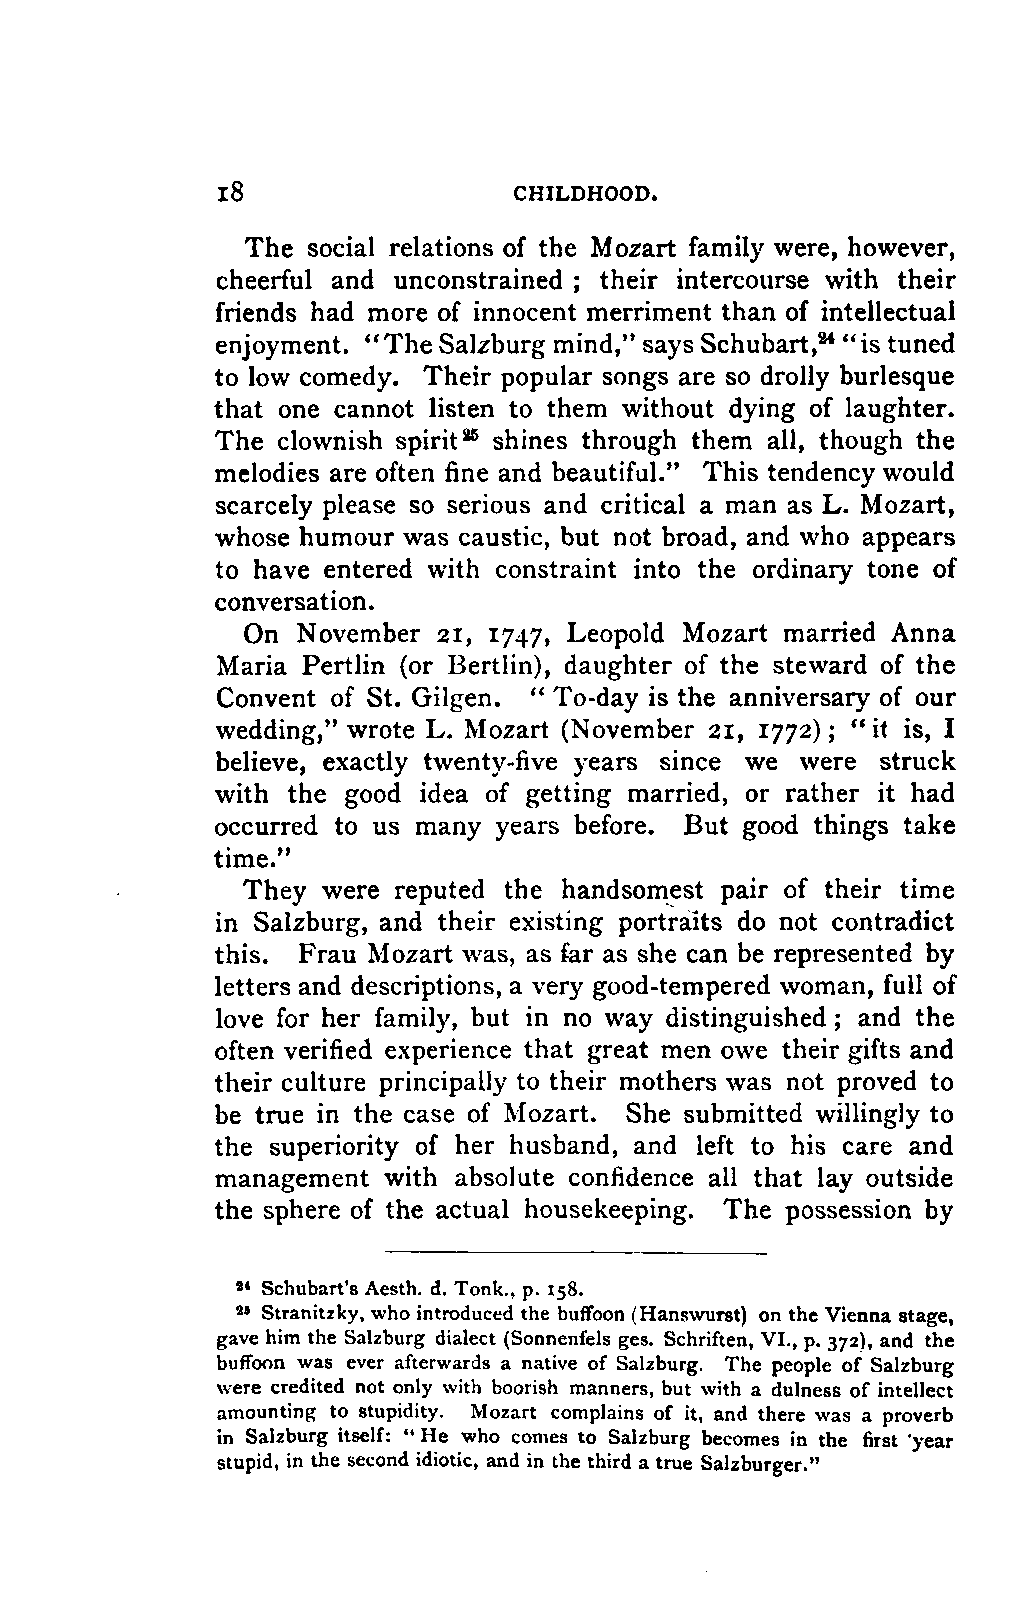 18 CHILDHOOD.
The social relations of the Mozart family were, however,
cheerful and unconstrained ; their intercourse with their
friends had more of innocent merriment than of intellectual
enjoyment. "The Salzburg mind," says Schubart,²⁴ "is tuned
to low comedy. Their popular songs are so drolly burlesque
that one cannot listen to them without dying of laughter.
The clownish spirit²⁵ shines through them all, though the
melodies are often fine and beautiful." This tendency would
scarcely please so serious and critical a man as L. Mozart,
whose humour was caustic, but not broad, and who appears
to have entered with constraint into the ordinary tone of
conversation.
On November 21, 1747, Leopold Mozart married Anna
Maria Pertlin (or Bertlin), daughter of the steward of the
Convent of St. Gilgen. "To-day is the anniversary of our
wedding," wrote L. Mozart (November 21, 1772); "it is, I
believe, exactly twenty-five years since we were struck
with the good idea of getting married, or rather it had
occurred to us many years before. But good things take
time."
They were reputed the handsomest pair of their time
in Salzburg, and their existing portraits do not contradict
this. Frau Mozart was, as far as she can be represented by
letters and descriptions, a very good-tempered woman, full of
love for her family, but in no way distinguished ; and the
often verified experience that great men owe their gifts and
their culture principally to their mothers was not proved to
be true in the case of Mozart. She submitted willingly to
the superiority of her husband, and left to his care and
management with absolute confidence all that lay outside
the sphere of the actual housekeeping. The possession by
²⁴ Schubart's Aesth. d. Tonk., p. 158.
²⁵ Stranitzky, who introduced the buffoon (Hanswurst) on the Vienna stage,
gave him the Salzburg dialect (Sonnenfels ges. Schriften, VI., p. 372), and the
buffoon was ever afterwards a native of Salzburg. The people of Salzburg
were credited not only with boorish manners, but with a dulness of intellect
amounting to stupidity. Mozart complains of it, and there was a proverb
in Salzburg itself: "He who comes to Salzburg becomes in the first year
stupid, in the second idiotic, and in the third a true Salzburger."